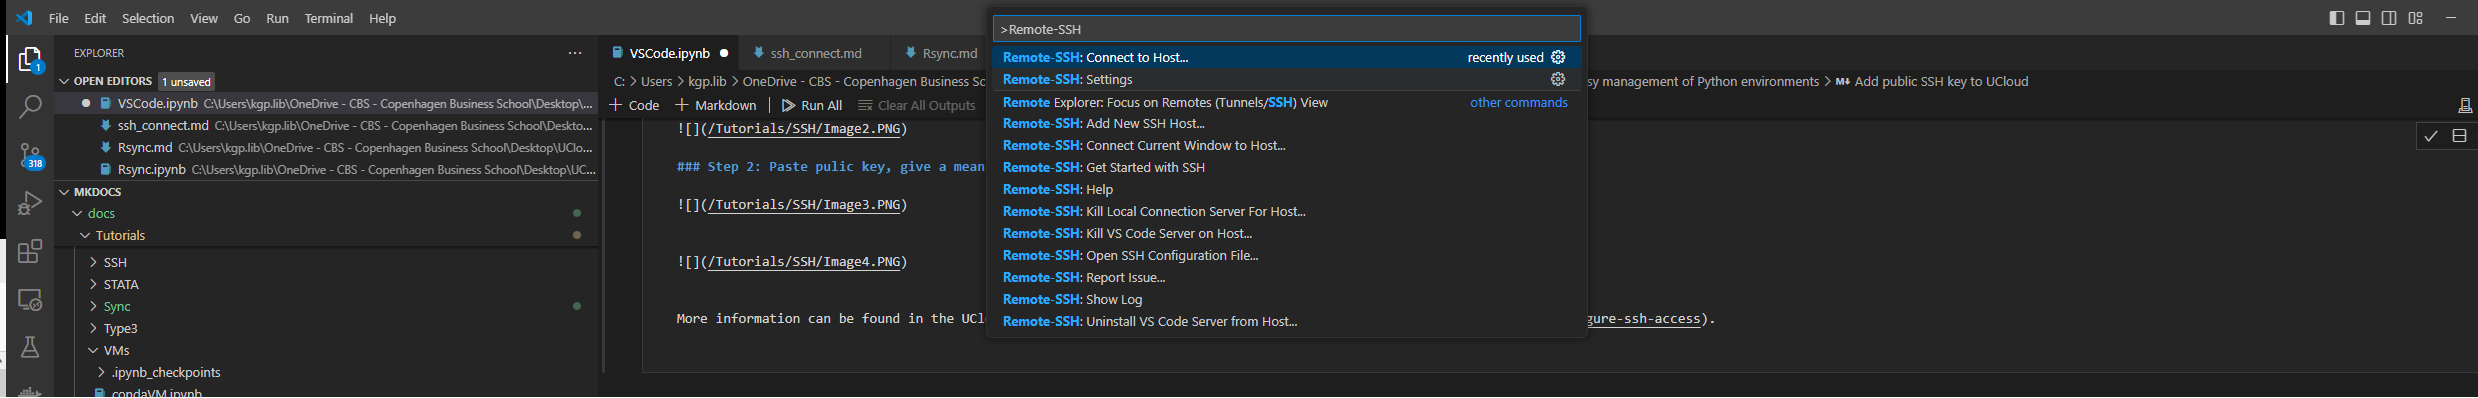 File Edit Selection View Go Run Terminal Help
>Remote-SSH
EXPLORER
OPEN EDITORS 1 unsaved
VSCode.ipynb C:\Users\kgp.lib\OneDrive - CBS - Copenhagen Business School\Desktop\...
ssh_connect.md C:\Users\kgp.lib\OneDrive - CBS - Copenhagen Business School\Deskto...
Rsync.md C:\Users\kgp.lib\OneDrive - CBS - Copenhagen Business School\Desktop\UClo...
Rsync.ipynb C:\Users\kgp.lib\OneDrive - CBS - Copenhagen Business School\Desktop\UC...
MKDOCS
docs
Tutorials
SSH
STATA
Sync
Type3
VMs
.ipynb_checkpoints
condaVM.ipynb
1
318
VSCode.ipynb ssh_connect.md Rsync.md
C: > Users > kgp.lib > OneDrive - CBS - Copenhagen Business Sc
sy management of Python environments > Add public SSH key to UCloud
+ Code + Markdown Run All Clear All Outputs
![](/Tutorials/SSH/Image2.PNG)
### Step 2: Paste pulic key, give a mean
![](/Tutorials/SSH/Image3.PNG)
![](/Tutorials/SSH/Image4.PNG)
More information can be found in the UCl
gure-ssh-access).
Remote-SSH: Connect to Host... recently used
Remote-SSH: Settings
Remote Explorer: Focus on Remotes (Tunnels/SSH) View other commands
Remote-SSH: Add New SSH Host...
Remote-SSH: Connect Current Window to Host...
Remote-SSH: Get Started with SSH
Remote-SSH: Help
Remote-SSH: Kill Local Connection Server For Host...
Remote-SSH: Kill VS Code Server on Host...
Remote-SSH: Open SSH Configuration File...
Remote-SSH: Report Issue...
Remote-SSH: Show Log
Remote-SSH: Uninstall VS Code Server from Host...